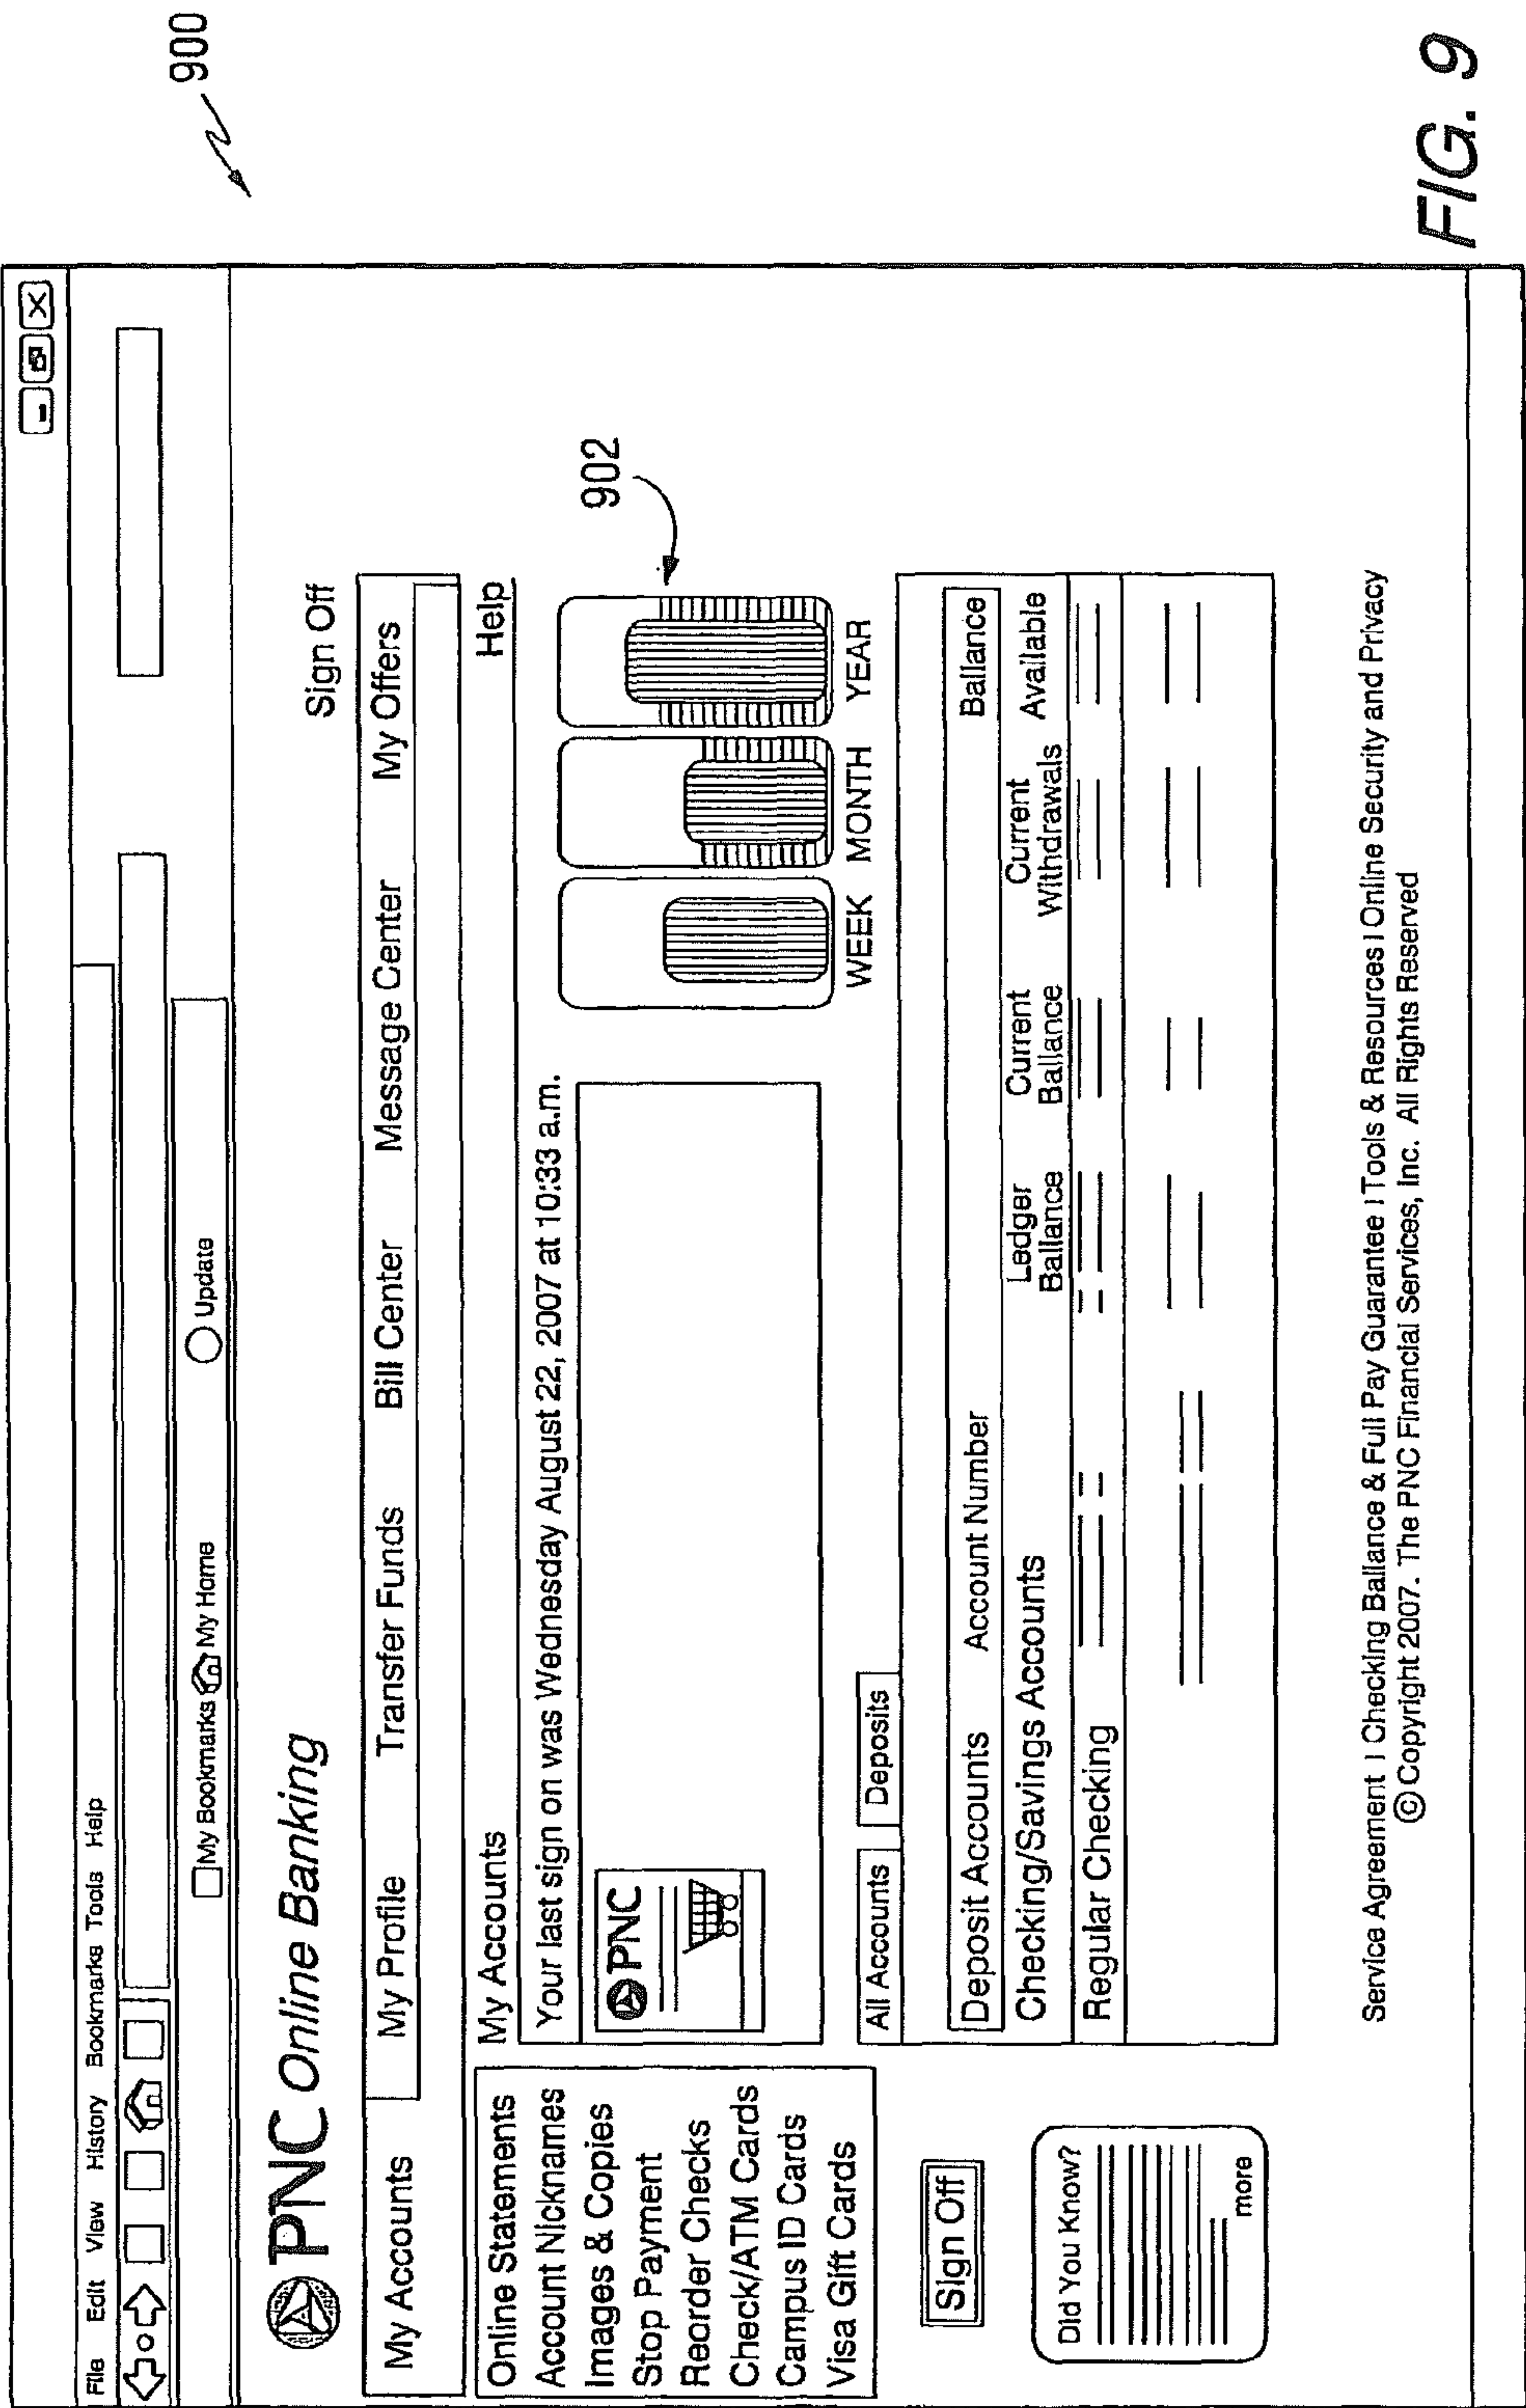 900
File Edit View History Bookmarks Tools Help
My Bookmarks My Home Update
PNC Online Banking
Sign Off
My Accounts My Profile Transfer Funds Bill Center Message Center My Offers
Online Statements
Account Nicknames
Images & Copies
Stop Payment
Reorder Checks
Check/ATM Cards
Campus ID Cards
Visa Gift Cards
Sign Off
Did You Know?
more
My Accounts Help
Your last sign on was Wednesday August 22, 2007 at 10:33 a.m.
PNC
902
WEEK MONTH YEAR
All Accounts Deposits
Deposit Accounts Account Number Ballance
Checking/Savings Accounts Ledger Ballance Current Ballance Current Withdrawals Available
Regular Checking
Service Agreement | Checking Ballance & Full Pay Guarantee | Tools & Resources | Online Security and Privacy
© Copyright 2007. The PNC Financial Services, Inc. All Rights Reserved
FIG. 9